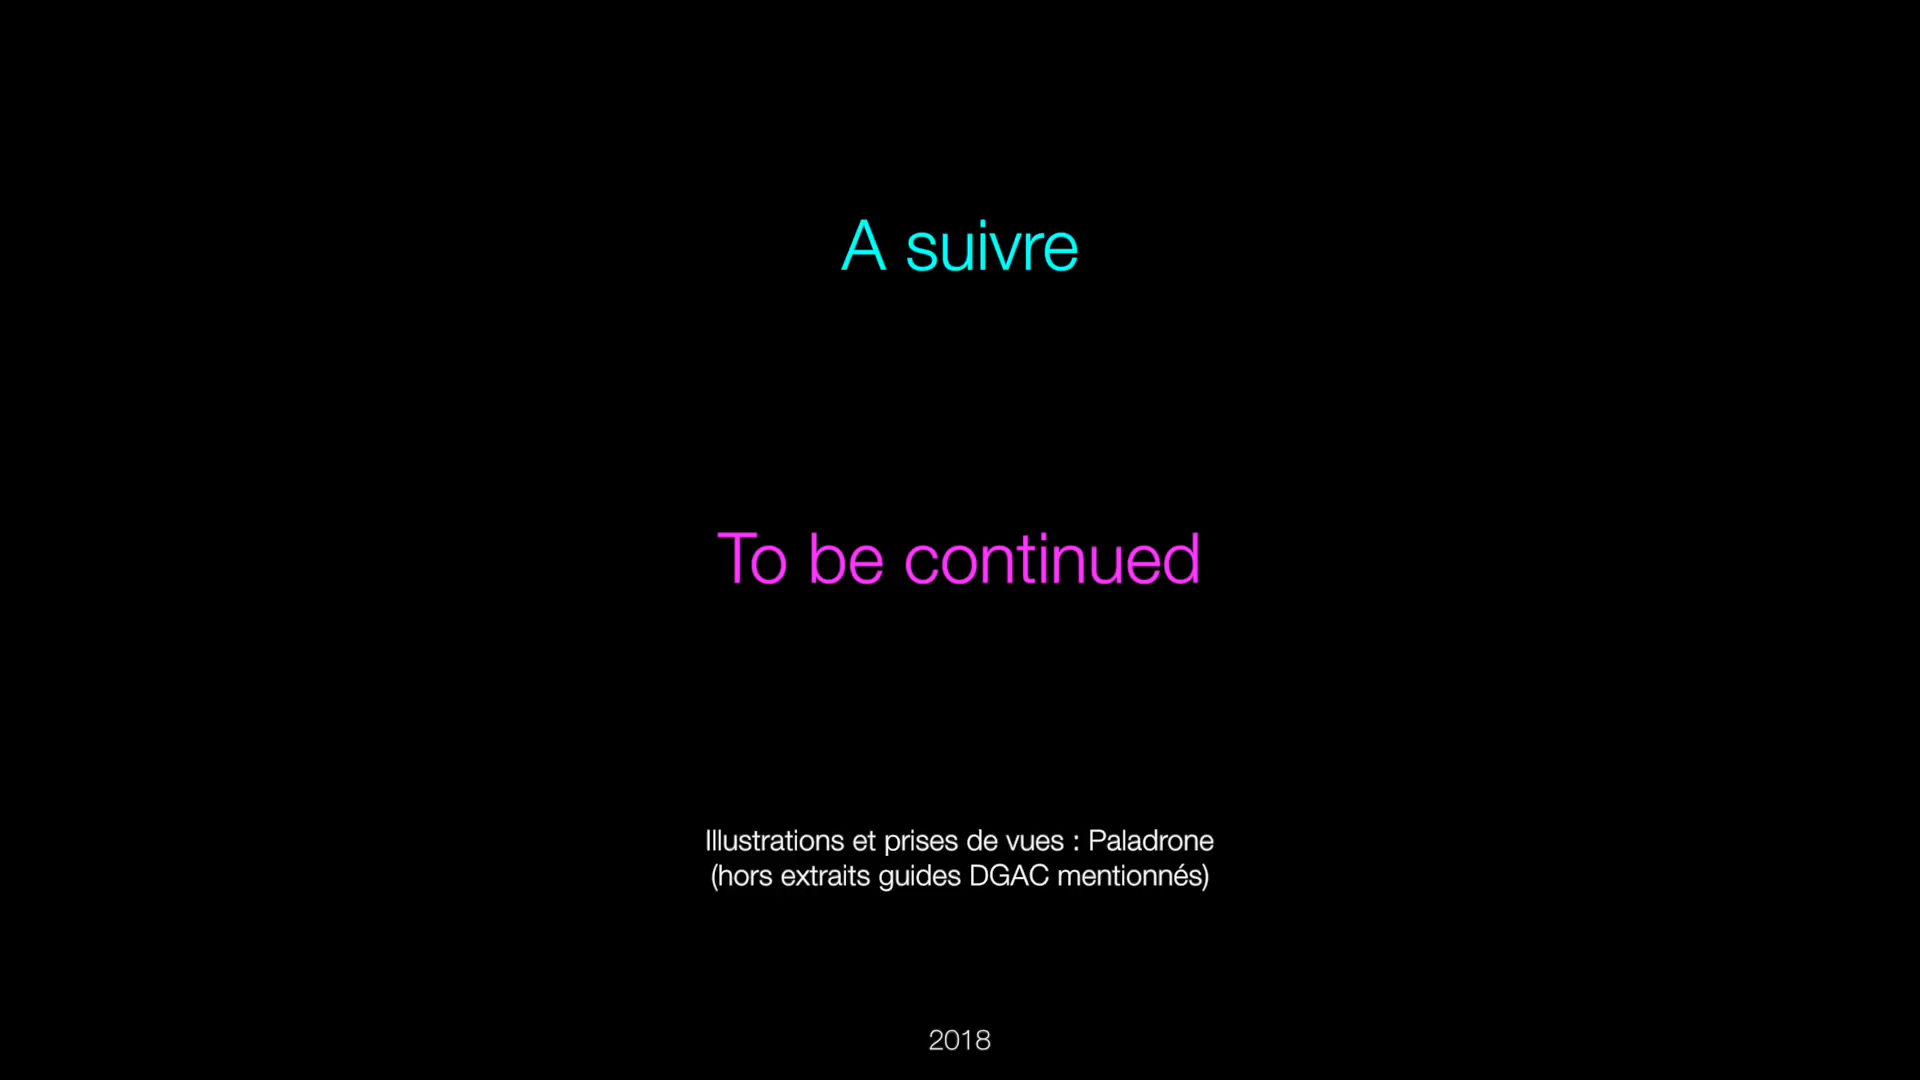 A suivre
To be continued
Illustrations et prises de vues : Paladrone
(hors extraits guides DGAC mentionnés)
2018